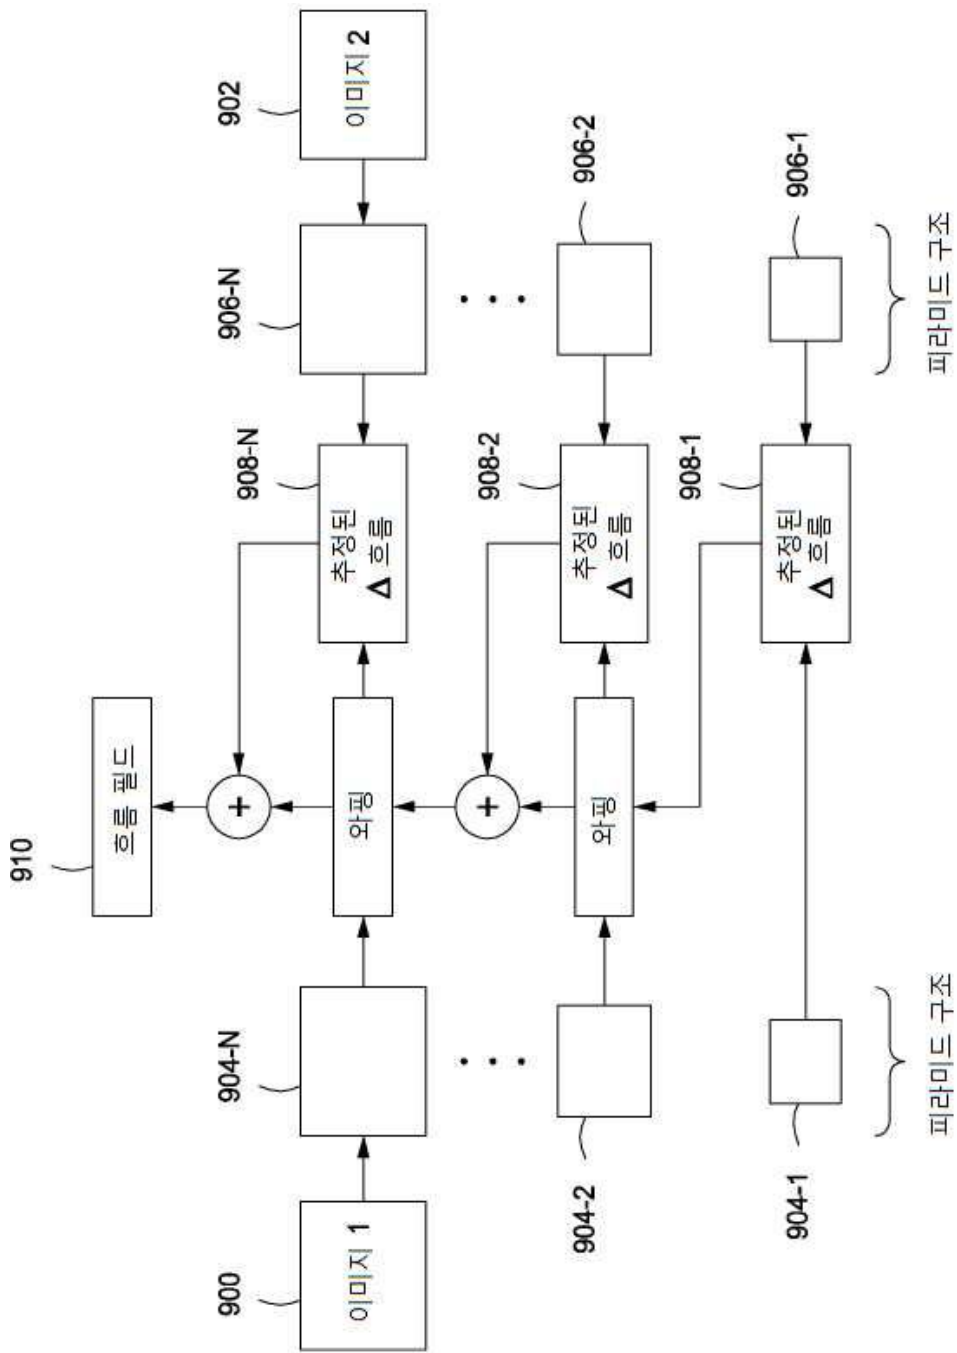 910
흐름 필드
900
이미지 1
904-N
와핑
908-N
추정된
Δ 흐름
906-N
902
이미지 2
904-2
와핑
908-2
추정된
Δ 흐름
906-2
904-1
908-1
추정된
Δ 흐름
906-1
+
+
• • •
• • •
피라미드 구조
피라미드 구조